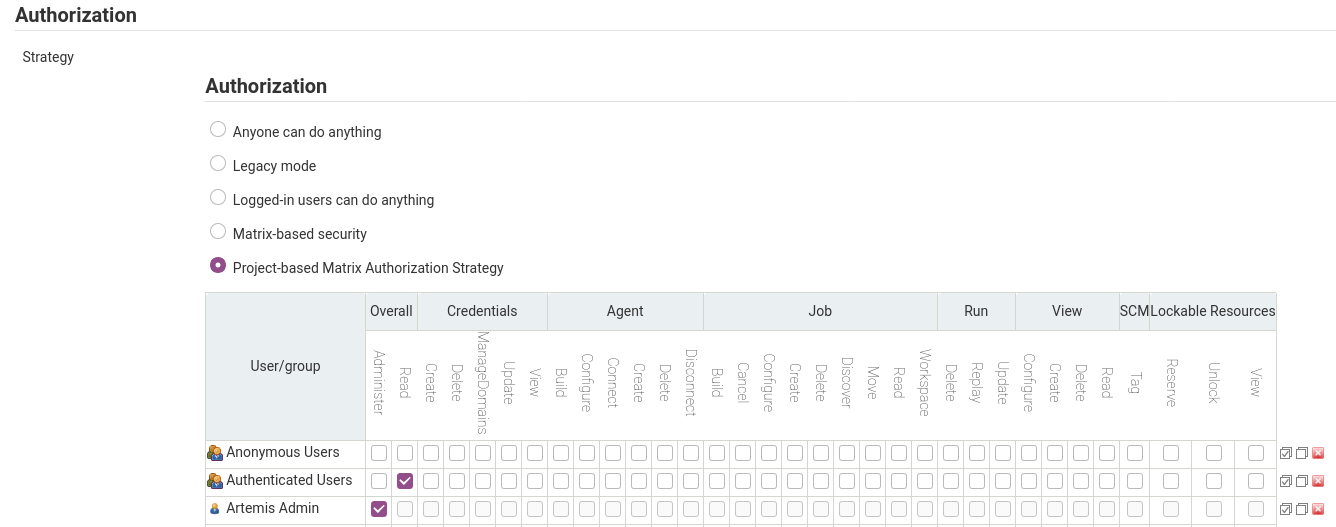 Authorization
Strategy
Authorization
Anyone can do anything
Legacy mode
Logged-in users can do anything
Matrix-based security
Project-based Matrix Authorization Strategy
User/group
Overall Credentials Agent Job Run View SCM Lockable Resources
Administer Read Create Delete ManageDomains Update View Build Configure Connect Create Delete Disconnect Build Cancel Configure Create Delete Discover Move Read Workspace Delete Replay Update Configure Create Delete Read Tag Reserve Unlock View
Anonymous Users
Authenticated Users
Artemis Admin